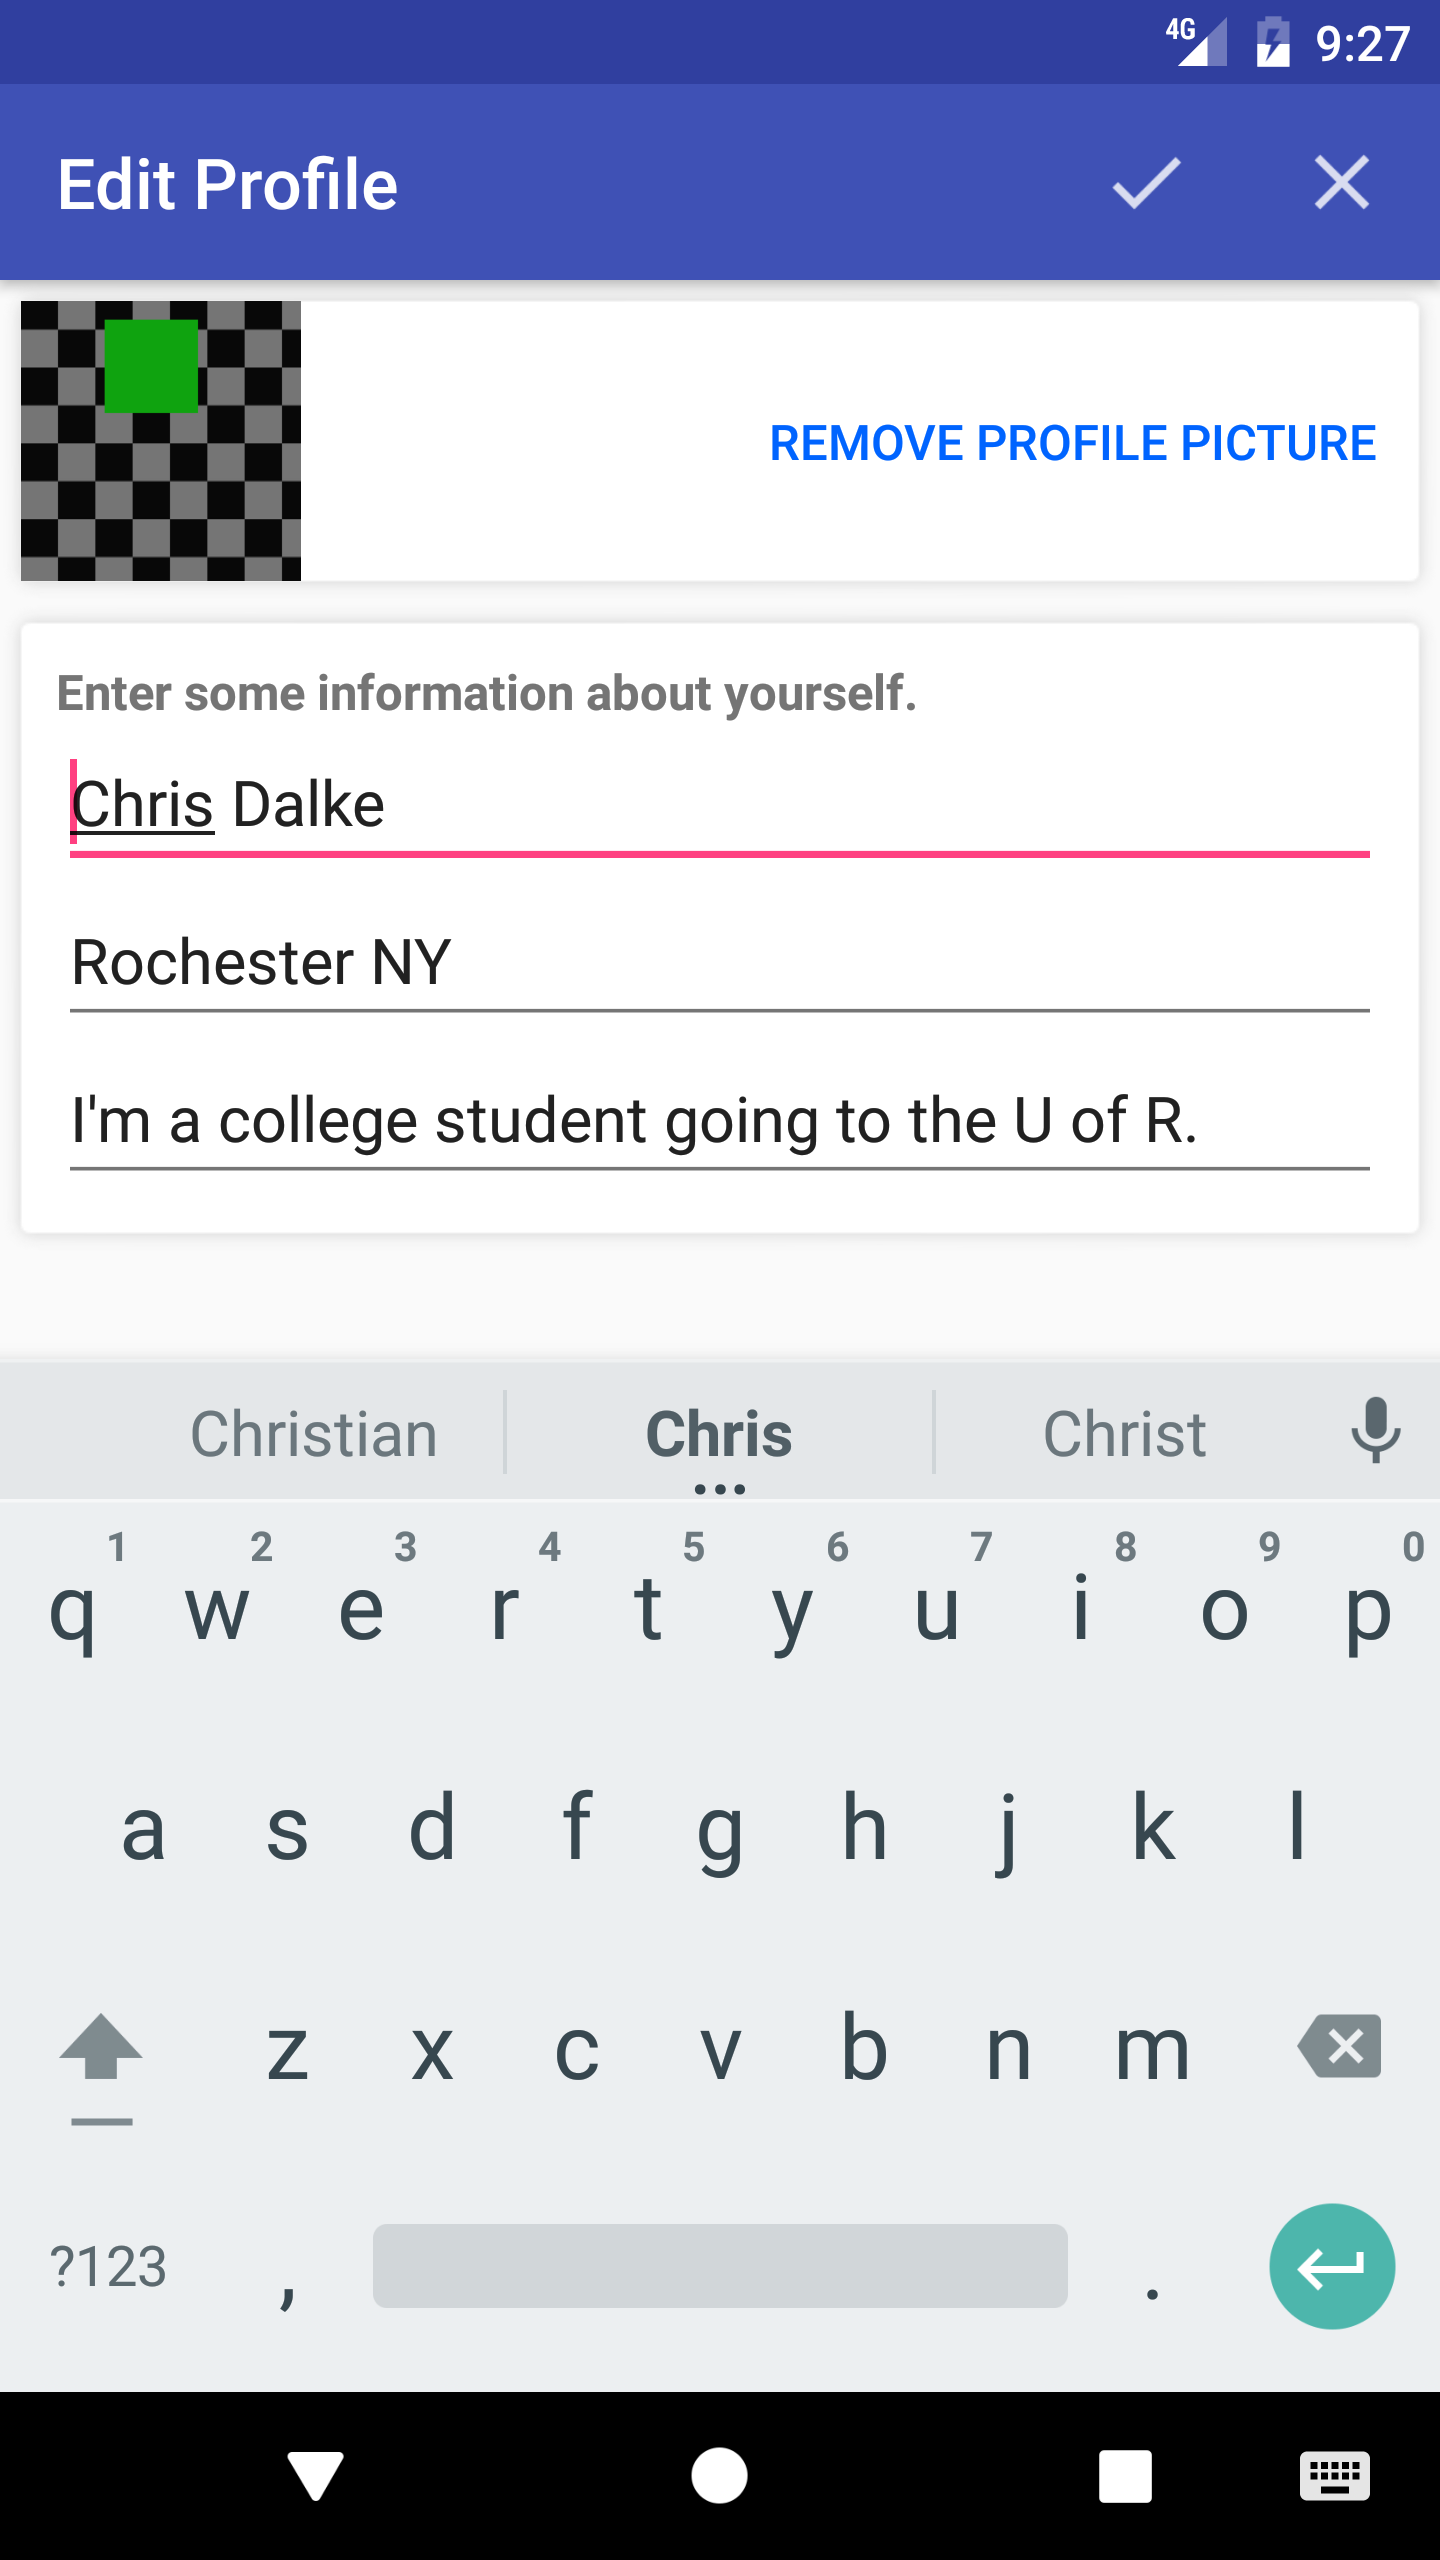 4G 9:27
Edit Profile
REMOVE PROFILE PICTURE
Enter some information about yourself.
Chris Dalke
Rochester NY
I'm a college student going to the U of R.
Christian Chris Christ
1 2 3 4 5 6 7 8 9 0
q w e r t y u i o p
a s d f g h j k l
z x c v b n m
?123 , .